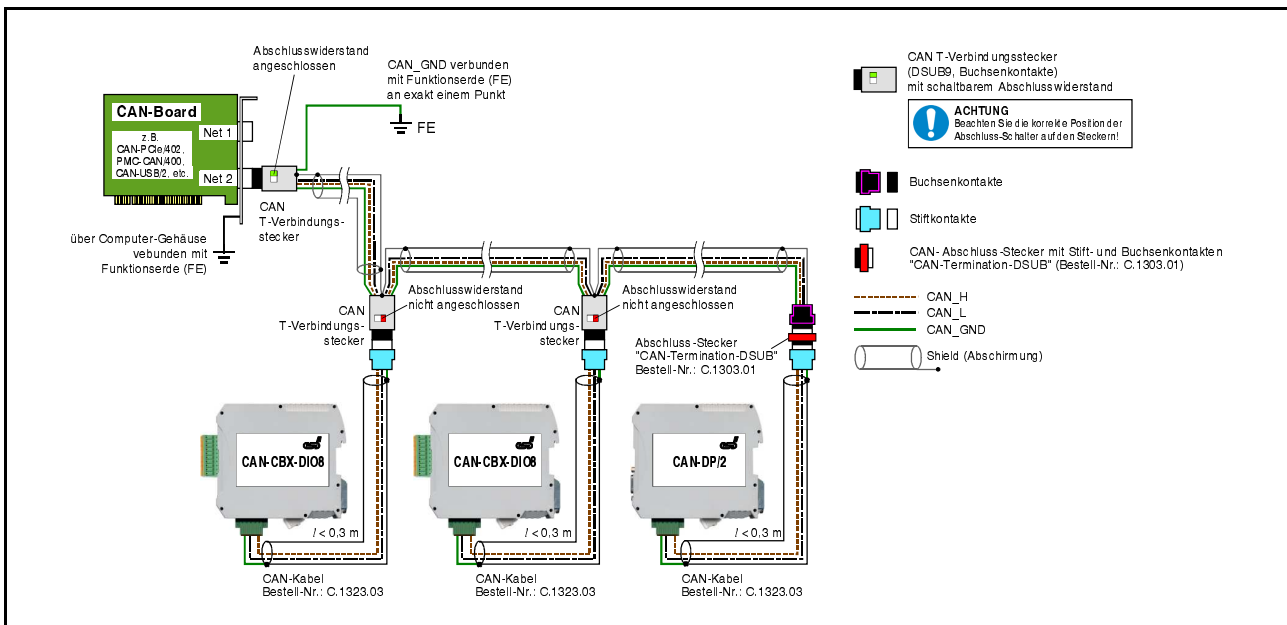 Abschlusswiderstand
angeschlossen
CAN_GND verbunden
mit Funktionserde (FE)
an exakt einem Punkt
FE
CAN-Board
z.B.
CAN-PCIe/402,
PMC-CAN/400,
CAN-USB/2, etc.
Net 1
Net 2
CAN
T-Verbindungs-
stecker
über Computer-Gehäuse
vebunden mit
Funktionserde (FE)
CAN T-Verbindungsstecker
(DSUB9, Buchsenkontakte)
mit schaltbarem Abschlusswiderstand
ACHTUNG
Beachten Sie die korrekte Position der
Abschluss-Schalter auf den Steckern!
Buchsenkontakte
Stiftkontakte
CAN- Abschluss-Stecker mit Stift- und Buchsenkontakten
"CAN-Termination-DSUB" (Bestell-Nr.: C.1303.01)
CAN_H
CAN_L
CAN_GND
Shield (Abschirmung)
Abschlusswiderstand
nicht angeschlossen
CAN
T-Verbindungs-
stecker
Abschlusswiderstand
nicht angeschlossen
CAN
T-Verbindungs-
stecker
Abschluss-Stecker
"CAN-Termination-DSUB"
Bestell-Nr.: C.1303.01
esd
CAN-CBX-DIO8
esd
CAN-CBX-DIO8
esd
CAN-DP/2
l < 0,3 m
l < 0,3 m
l < 0,3 m
CAN-Kabel
Bestell-Nr.: C.1323.03
CAN-Kabel
Bestell-Nr.: C.1323.03
CAN-Kabel
Bestell-Nr.: C.1323.03